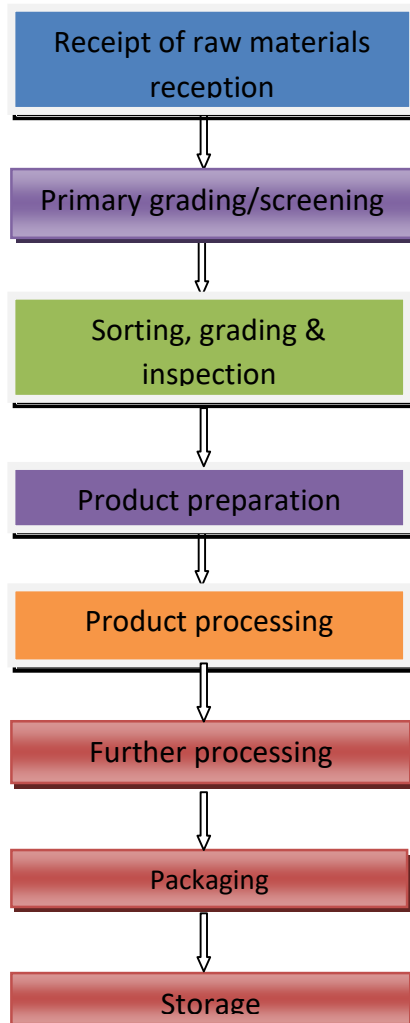 Receipt of raw materials
reception
Primary grading/screening
Sorting, grading &
inspection
Product preparation
Product processing
Further processing
Packaging
Storage